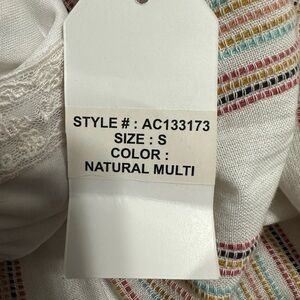 STYLE # : AC133173
SIZE : S
COLOR :
NATURAL MULTI